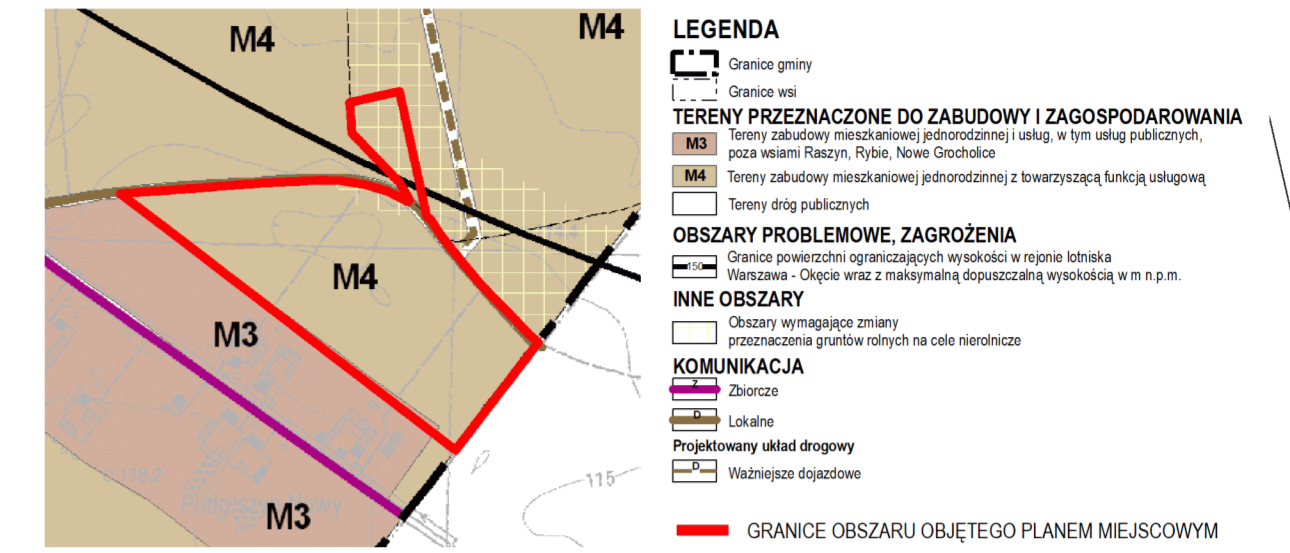 M4
M4
M4
M3
M3
118,2
Podolszyn Nowy
115
LEGENDA
Granice gminy
Granice wsi
TERENY PRZEZNACZONE DO ZABUDOWY I ZAGOSPODAROWANIA
M3 Tereny zabudowy mieszkaniowej jednorodzinnej i usług, w tym usług publicznych,
poza wsiami Raszyn, Rybie, Nowe Grocholice
M4 Tereny zabudowy mieszkaniowej jednorodzinnej z towarzyszącą funkcją usługową
Tereny dróg publicznych
OBSZARY PROBLEMOWE, ZAGROŻENIA
150 Granice powierzchni ograniczających wysokości w rejonie lotniska
Warszawa - Okęcie wraz z maksymalną dopuszczalną wysokością w m n.p.m.
INNE OBSZARY
Obszary wymagające zmiany
przeznaczenia gruntów rolnych na cele nierolnicze
KOMUNIKACJA
Z Zbiorcze
D Lokalne
Projektowany układ drogowy
D Ważniejsze dojazdowe
GRANICE OBSZARU OBJĘTEGO PLANEM MIEJSCOWYM